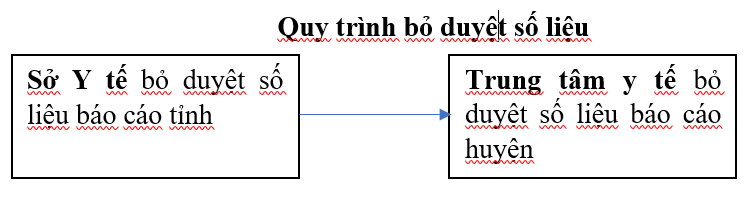 Quy trình bỏ duyệt số liệu
Sở Y tế bỏ duyệt số
liệu báo cáo tỉnh
Trung tâm y tế bỏ
duyệt số liệu báo cáo
huyện